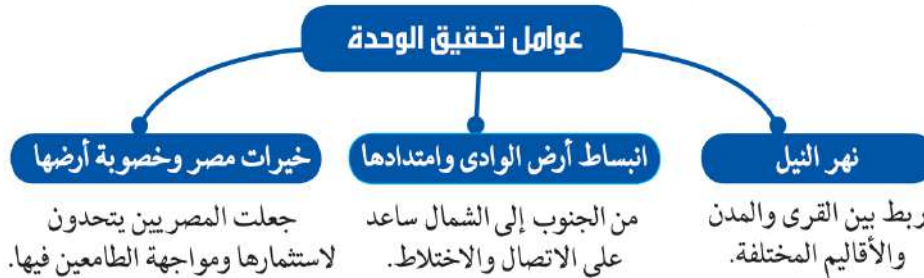 عوامل تحقيق الوحدة
نهر النيل
ربط بين القرى والمدن
والأقاليم المختلفة.
انبساط أرض الوادى وامتدادها
من الجنوب إلى الشمال ساعد
على الاتصال والاختلاط.
خيرات مصر وخصوبة أرضها
جعلت المصريين يتحدون
لاستثمارها ومواجهة الطامعين فيها.